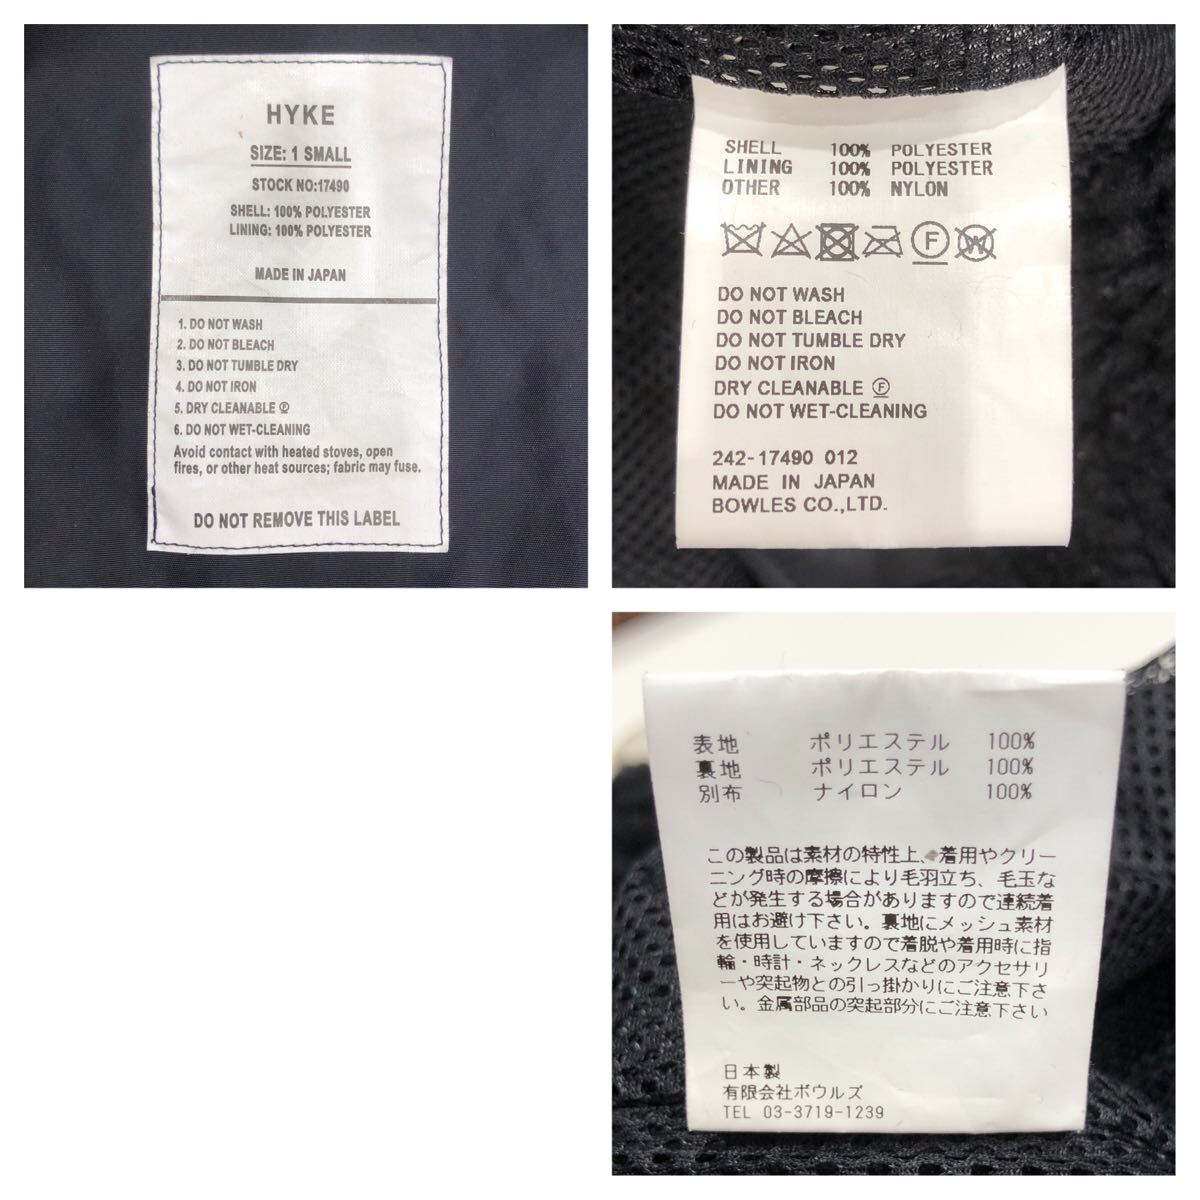 HYKE
SIZE: 1 SMALL
STOCK NO:17490
SHELL: 100% POLYESTER
LINING: 100% POLYESTER
MADE IN JAPAN
1. DO NOT WASH
2. DO NOT BLEACH
3. DO NOT TUMBLE DRY
4. DO NOT IRON
5. DRY CLEANABLE Ⓟ
6. DO NOT WET-CLEANING
Avoid contact with heated stoves, open
fires, or other heat sources; fabric may fuse.
DO NOT REMOVE THIS LABEL
SHELL 100% POLYESTER
LINING 100% POLYESTER
OTHER 100% NYLON
F W
DO NOT WASH
DO NOT BLEACH
DO NOT TUMBLE DRY
DO NOT IRON
DRY CLEANABLE Ⓕ
DO NOT WET-CLEANING
242-17490 012
MADE IN JAPAN
BOWLES CO.,LTD.
表地 ポリエステル 100%
裏地 ポリエステル 100%
別布 ナイロン 100%
この製品は素材の特性上、着用やクリー
ニング時の摩擦により毛羽立ち、毛玉な
どが発生する場合がありますので連続着
用はお避け下さい。裏地にメッシュ素材
を使用していますので着脱や着用時に指
輪・時計・ネックレスなどのアクセサリ
ーや突起物との引っ掛かりにご注意下さ
い。金属部品の突起部分にご注意下さい
日本製
有限会社ボウルズ
TEL 03-3719-1239